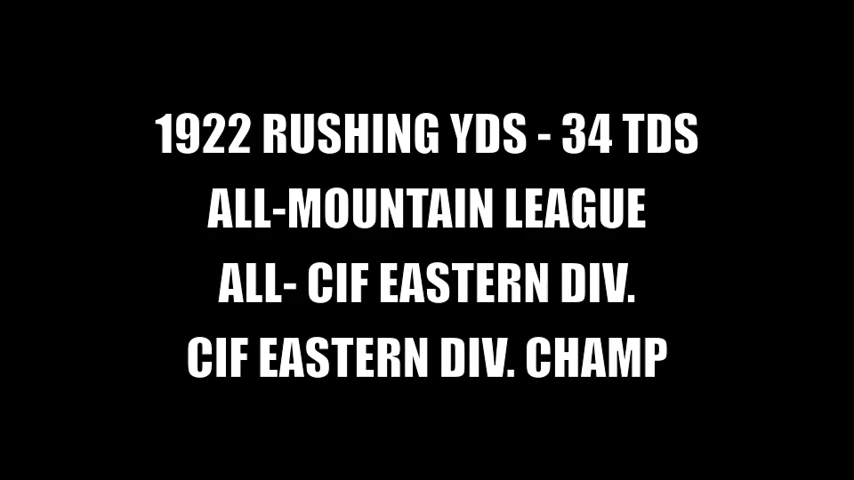 1922 RUSHING YDS - 34 TDS
ALL-MOUNTAIN LEAGUE
ALL- CIF EASTERN DIV.
CIF EASTERN DIV. CHAMP